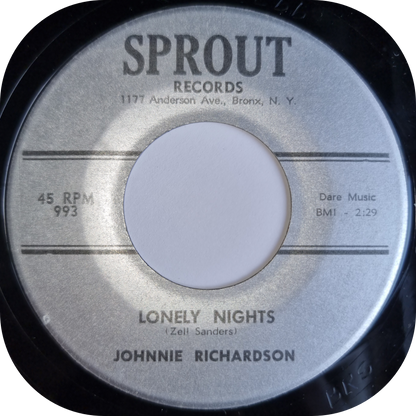 SPROUT
RECORDS
1177 Anderson Ave., Bronx, N. Y.
45 RPM
993
Dare Music
BMI - 2:29
LONELY NIGHTS
(Zell Sanders)
JOHNNIE RICHARDSON